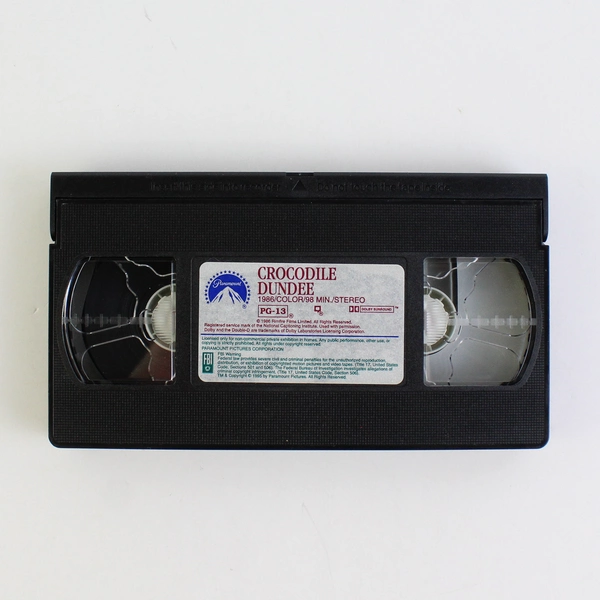 Paramount
CROCODILE
DUNDEE
1986/COLOR/98 MIN./STEREO
PG-13 ® DOLBY SURROUND ™
© 1986 Rimfire Films Limited. All Rights Reserved.
Registered service mark of the National Captioning Institute. Used with permission.
Dolby and the Double-D are trademarks of Dolby Laboratories Licensing Corporation.
Licensed only for non-commercial private exhibition in homes. Any public performance, other use, or
copying is strictly prohibited. All rights under copyright reserved.
PARAMOUNT PICTURES CORPORATION
FBI Warning
Federal law provides severe civil and criminal penalties for the unauthorized reproduction,
distribution, or exhibition of copyrighted motion pictures and video tapes. (Title 17, United States
Code, Sections 501 and 506). The Federal Bureau of Investigation investigates allegations of
criminal copyright infringement. (Title 17, United States Code, Section 506).
TM & Copyright © 1995 by Paramount Pictures. All Rights Reserved.